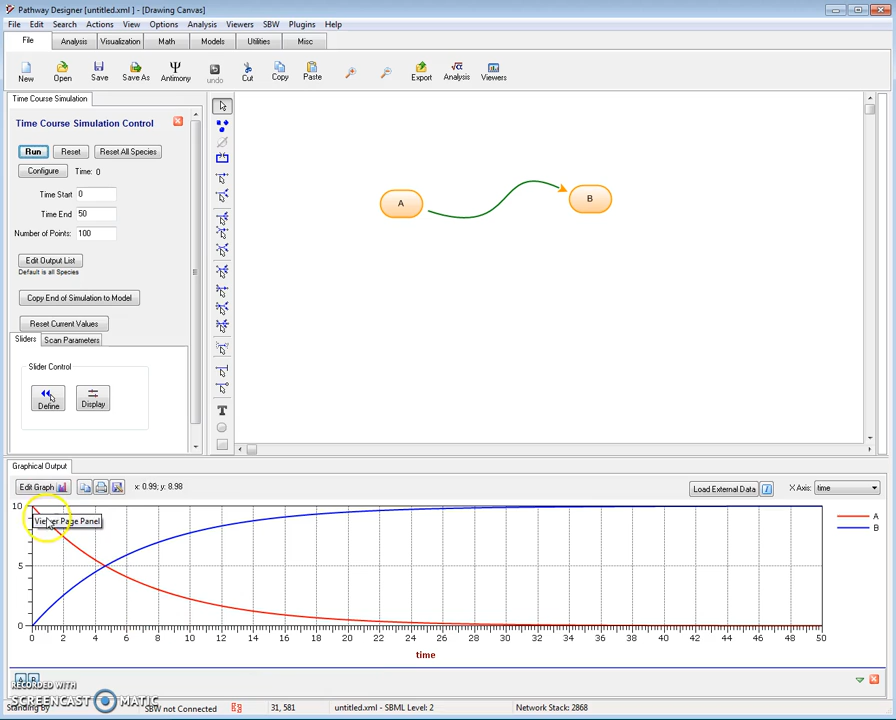 Pathway Designer [untitled.xml] - [Drawing Canvas]
File Edit Search Actions View Options Analysis Viewers SBW Plugins Help
File Analysis Visualization Math Models Utilities Misc
New Open Save Save As Antimony undo Cut Copy Paste Export Analysis Viewers
Time Course Simulation
Time Course Simulation Control
Run Reset Reset All Species
Configure Time: 0
Time Start 0
Time End 50
Number of Points: 100
Edit Output List
Default is all Species
Copy End of Simulation to Model
Reset Current Values
Sliders Scan Parameters
Slider Control
Define Display
T
A
B
Graphical Output
Edit Graph x: 0.99; y: 8.98 Load External Data X Axis: time
10
5
0
Viewer Page Panel
A
B
0 2 4 6 8 10 12 14 16 18 20 22 24 26 28 30 32 34 36 38 40 42 44 46 48 50
time
A B
RECORDED WITH
SCREENCAST MATIC
Standing By SBW not Connected 31, 581 untitled.xml - SBML Level: 2 Network Stack: 2868